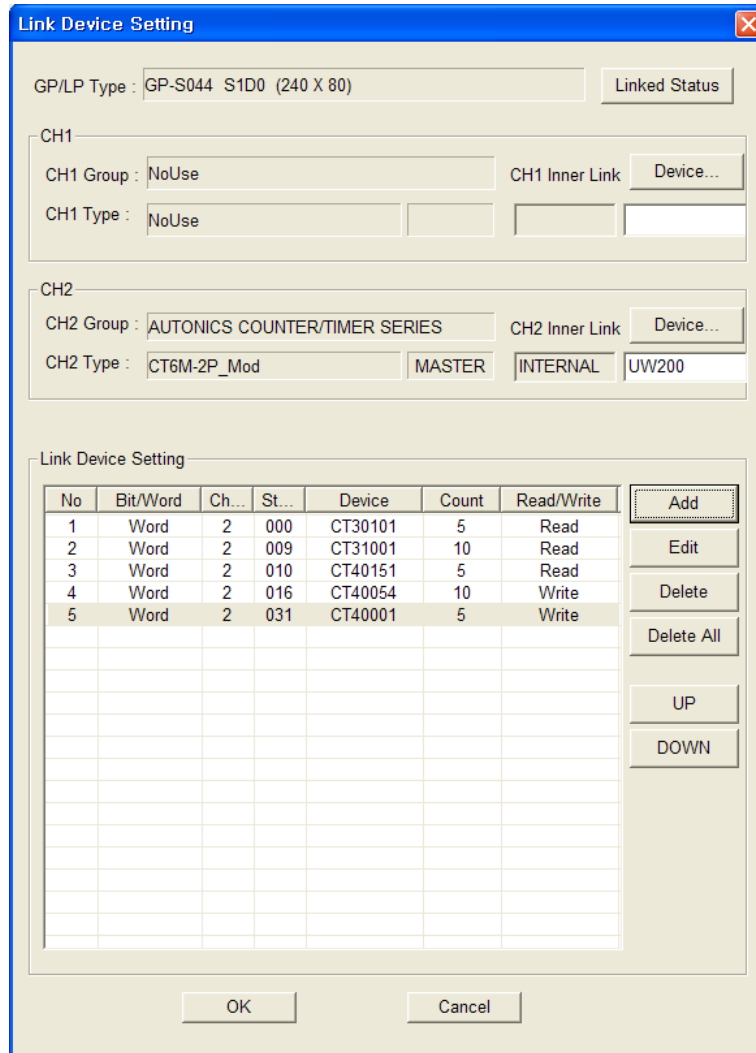 Link Device Setting
GP/LP Type : GP-S044 S1D0 (240 X 80) Linked Status
CH1
CH1 Group : NoUse CH1 Inner Link Device...
CH1 Type : NoUse
CH2
CH2 Group : AUTONICS COUNTER/TIMER SERIES CH2 Inner Link Device...
CH2 Type : CT6M-2P_Mod MASTER INTERNAL UW200
Link Device Setting
No Bit/Word Ch... St... Device Count Read/Write Add
1 Word 2 000 CT30101 5 Read
2 Word 2 009 CT31001 10 Read Edit
3 Word 2 010 CT40151 5 Read
4 Word 2 016 CT40054 10 Write Delete
5 Word 2 031 CT40001 5 Write
Delete All
UP
DOWN
OK Cancel